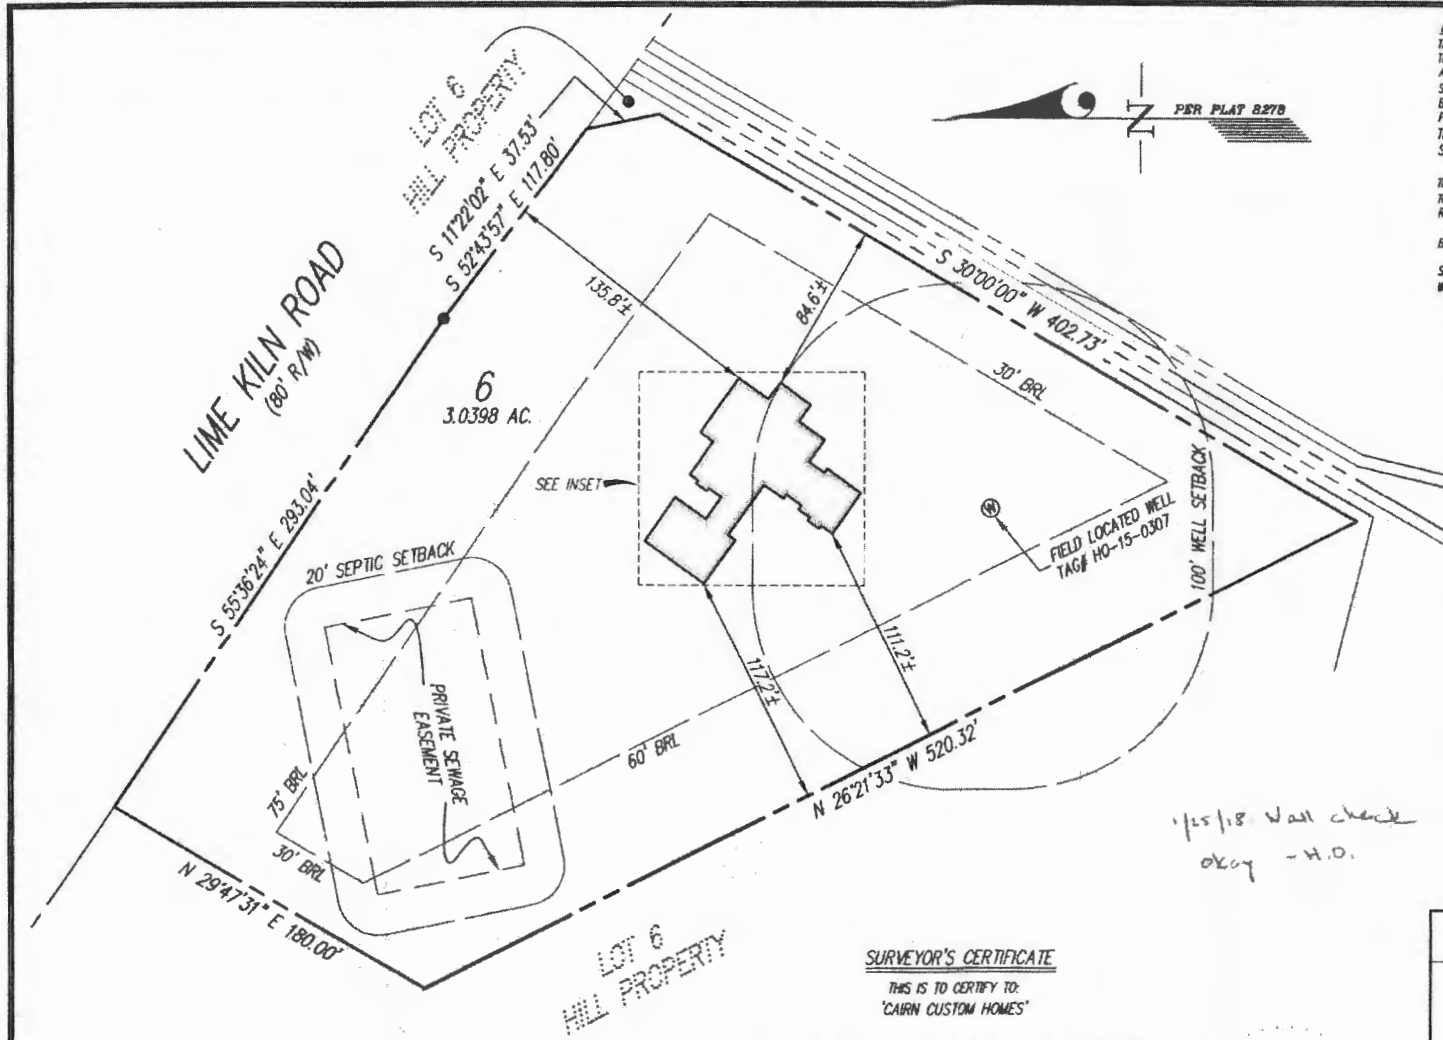 LOT 6
HILL PROPERTY
S 11°22'02" E 37.53'
S 52°43'57" E 117.80'
LIME KILN ROAD
(80' R/W)
N
PER PLAT 8278
135.8'±
84.6'±
S 30°00'00" W 402.73'
30' BRL
6
3.0398 AC.
SEE INSET
W
FIELD LOCATED WELL
TAG# HO-15-0307
100' WELL SETBACK
S 55°36'24" E 293.04'
20' SEPTIC SETBACK
PRIVATE SEWAGE
EASEMENT
117.2'±
111.2'±
60' BRL
75' BRL
30' BRL
N 26°21'33" W 520.32'
N 29°47'31" E 180.00'
LOT 6
HILL PROPERTY
1/25/18 Wall check
okay - H.O.
SURVEYOR'S CERTIFICATE
THIS IS TO CERTIFY TO:
'CAIRN CUSTOM HOMES'